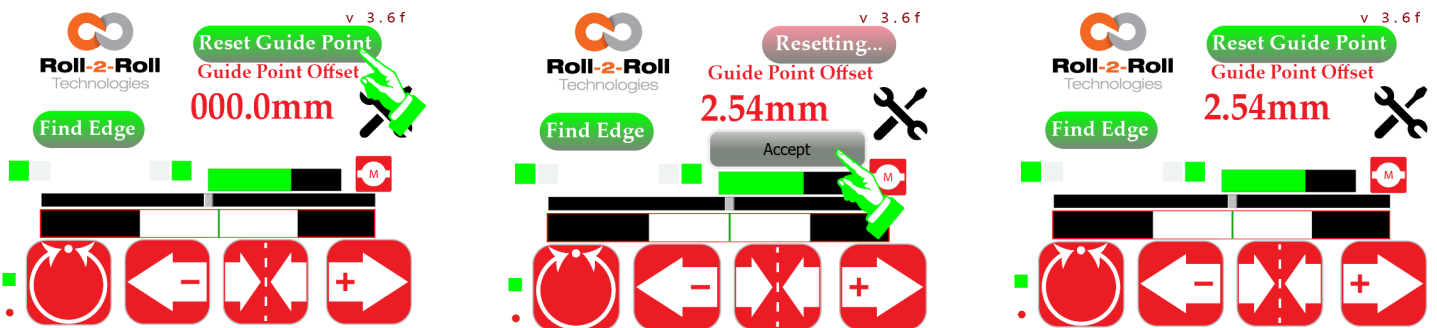 v 3.6f
Reset Guide Point
Roll-2-Roll
Technologies
Guide Point Offset
000.0mm
Find Edge
M
−
+
v 3.6f
Resetting...
Roll-2-Roll
Technologies
Guide Point Offset
2.54mm
Find Edge
Accept
M
−
+
v 3.6f
Reset Guide Point
Roll-2-Roll
Technologies
Guide Point Offset
2.54mm
Find Edge
M
−
+